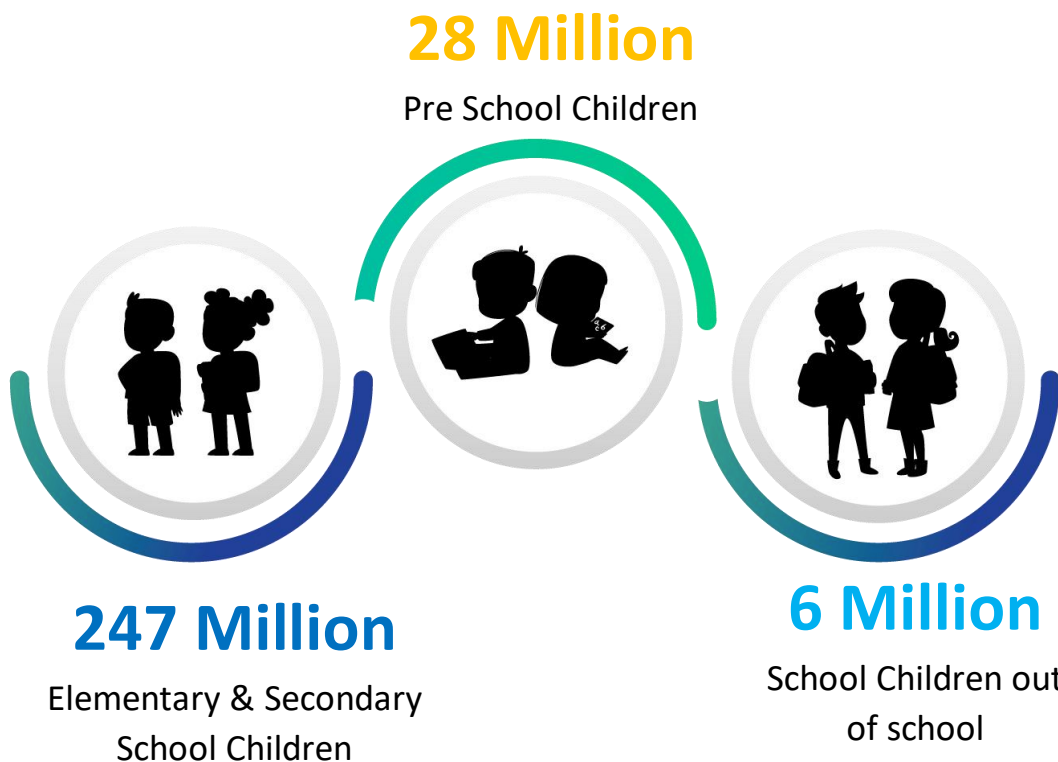 28 Million
Pre School Children
247 Million
Elementary & Secondary
School Children
6 Million
School Children out
of school